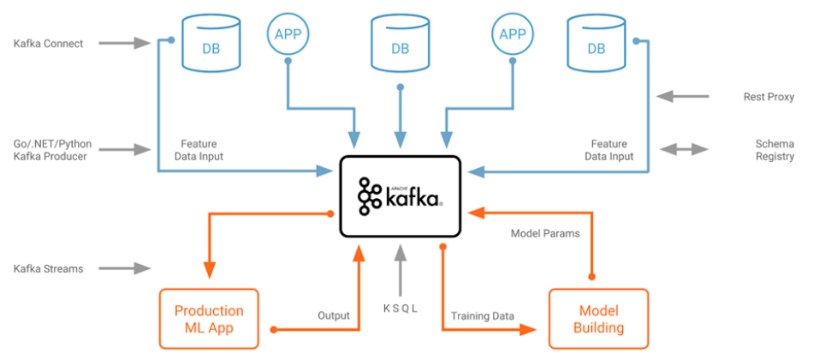 Kafka Connect
DB
APP
DB
APP
DB
Rest Proxy
Go/.NET/Python
Kafka Producer
Feature
Data Input
Feature
Data Input
Schema
Registry
APACHE
kafka®
Model Params
Kafka Streams
Production
ML App
Output
KSQL
Training Data
Model
Building